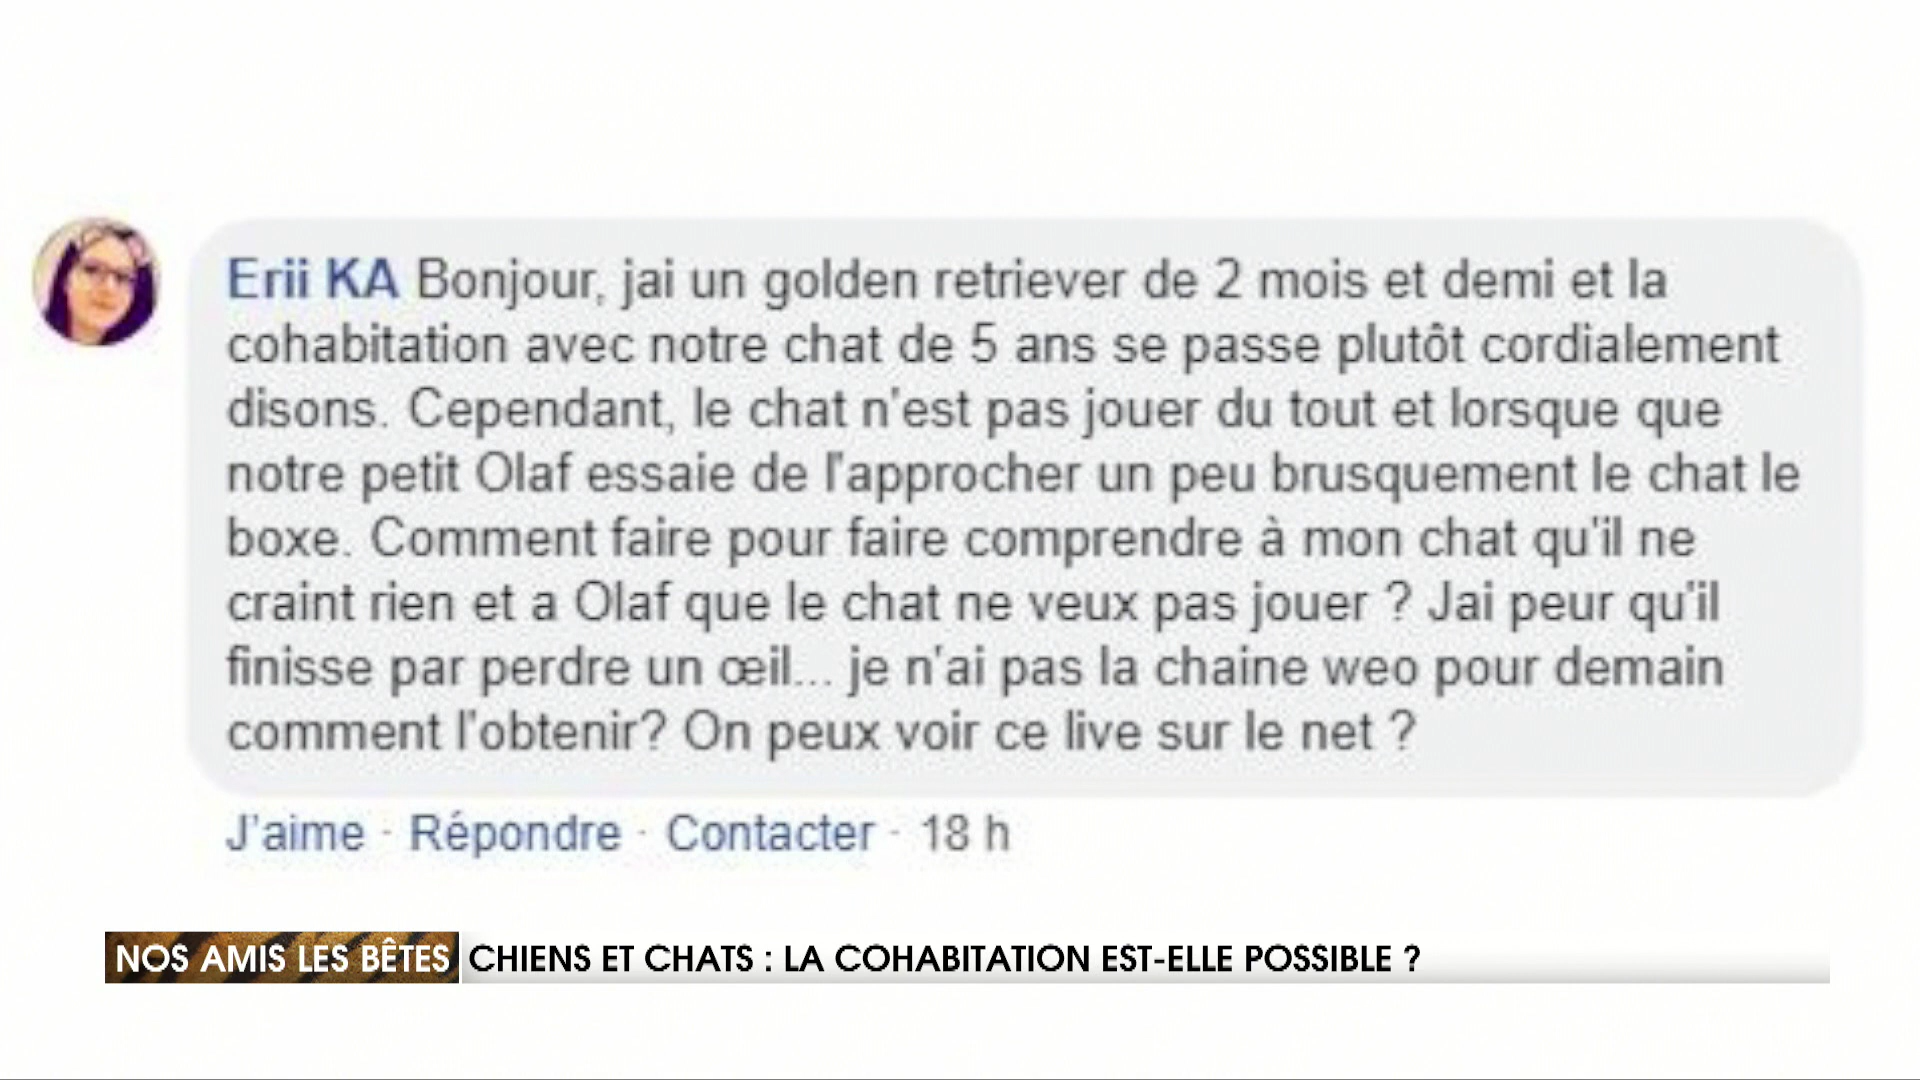 Erii KA Bonjour, jai un golden retriever de 2 mois et demi et la
cohabitation avec notre chat de 5 ans se passe plutôt cordialement
disons. Cependant, le chat n'est pas jouer du tout et lorsque que
notre petit Olaf essaie de l'approcher un peu brusquement le chat le
boxe. Comment faire pour faire comprendre à mon chat qu'il ne
craint rien et a Olaf que le chat ne veux pas jouer ? Jai peur qu'il
finisse par perdre un œil... je n'ai pas la chaine weo pour demain
comment l'obtenir? On peux voir ce live sur le net ?
J'aime · Répondre · Contacter · 18 h
NOS AMIS LES BÊTES CHIENS ET CHATS : LA COHABITATION EST-ELLE POSSIBLE ?